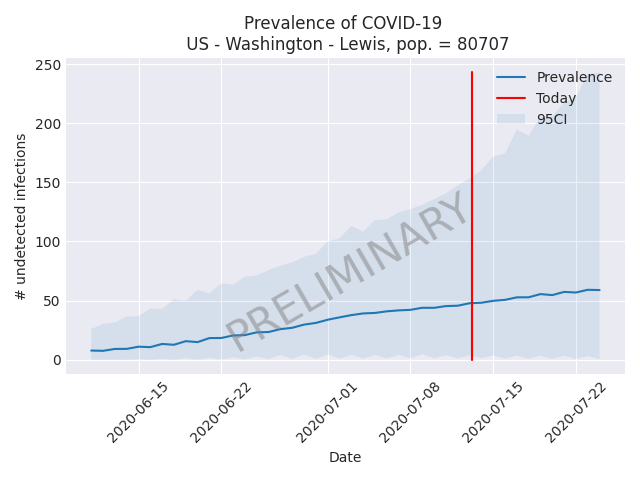 Prevalence of COVID-19
US - Washington - Lewis, pop. = 80707
250
200
150
100
50
0
# undetected infections
Prevalence
Today
95CI
PRELIMINARY
2020-06-15
2020-06-22
2020-07-01
2020-07-08
2020-07-15
2020-07-22
Date